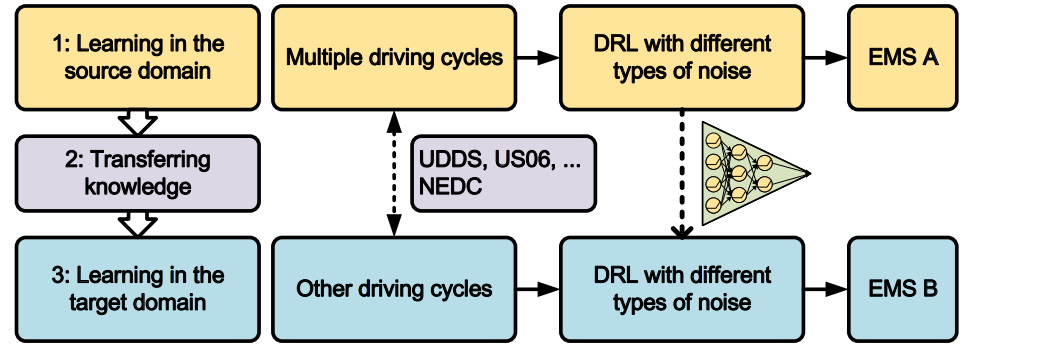 1: Learning in the
source domain
Multiple driving cycles
DRL with different
types of noise
EMS A
2: Transferring
knowledge
UDDS, US06, ...
NEDC
3: Learning in the
target domain
Other driving cycles
DRL with different
types of noise
EMS B